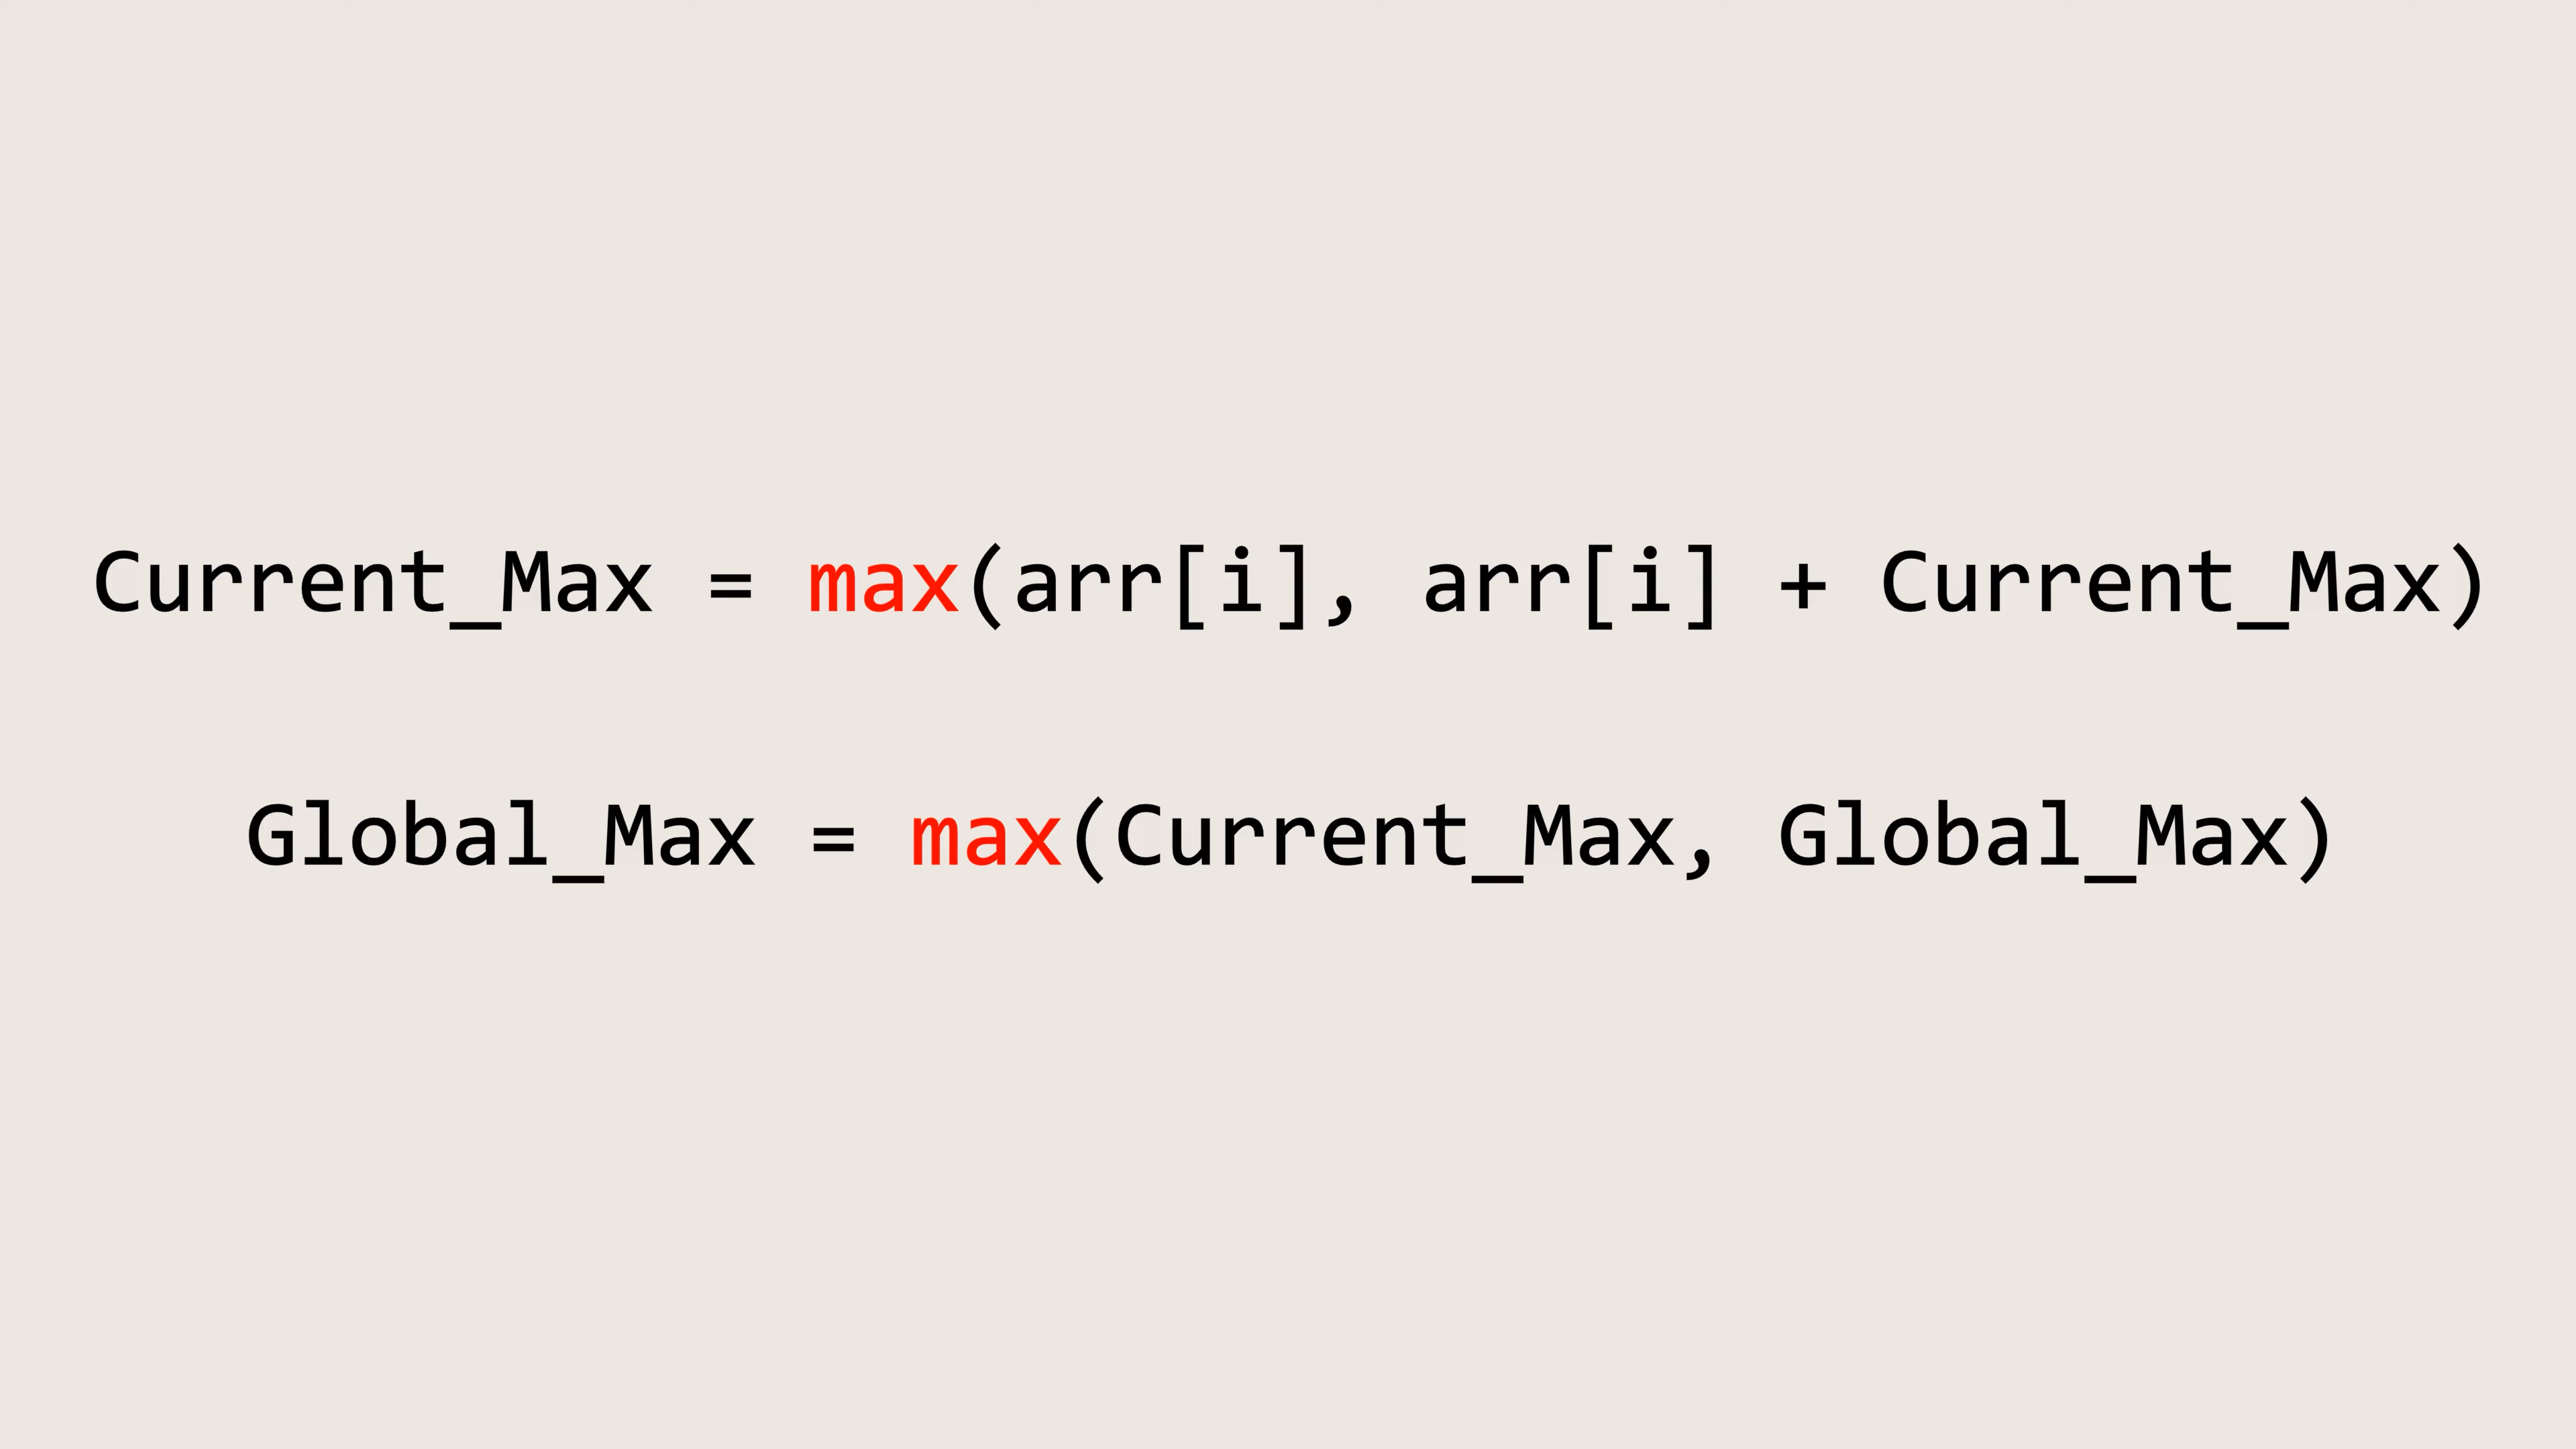 Current_Max = max(arr[i], arr[i] + Current_Max)
Global_Max = max(Current_Max, Global_Max)